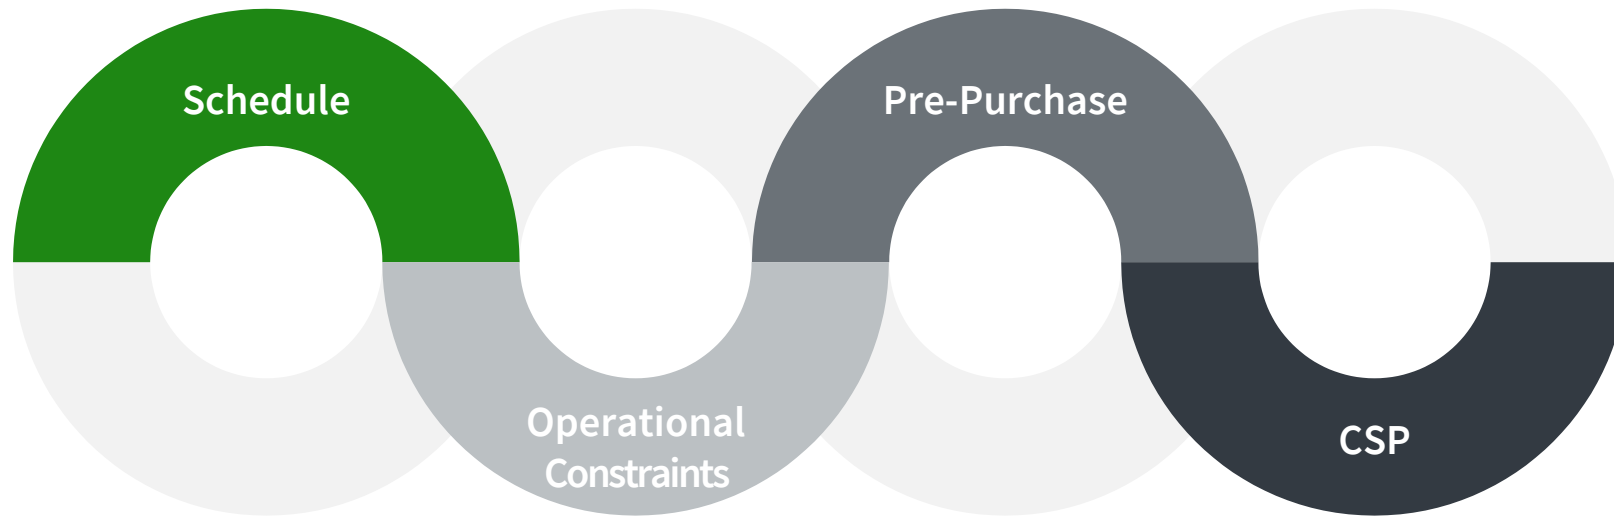 Schedule
Pre-Purchase
Operational
Constraints
CSP